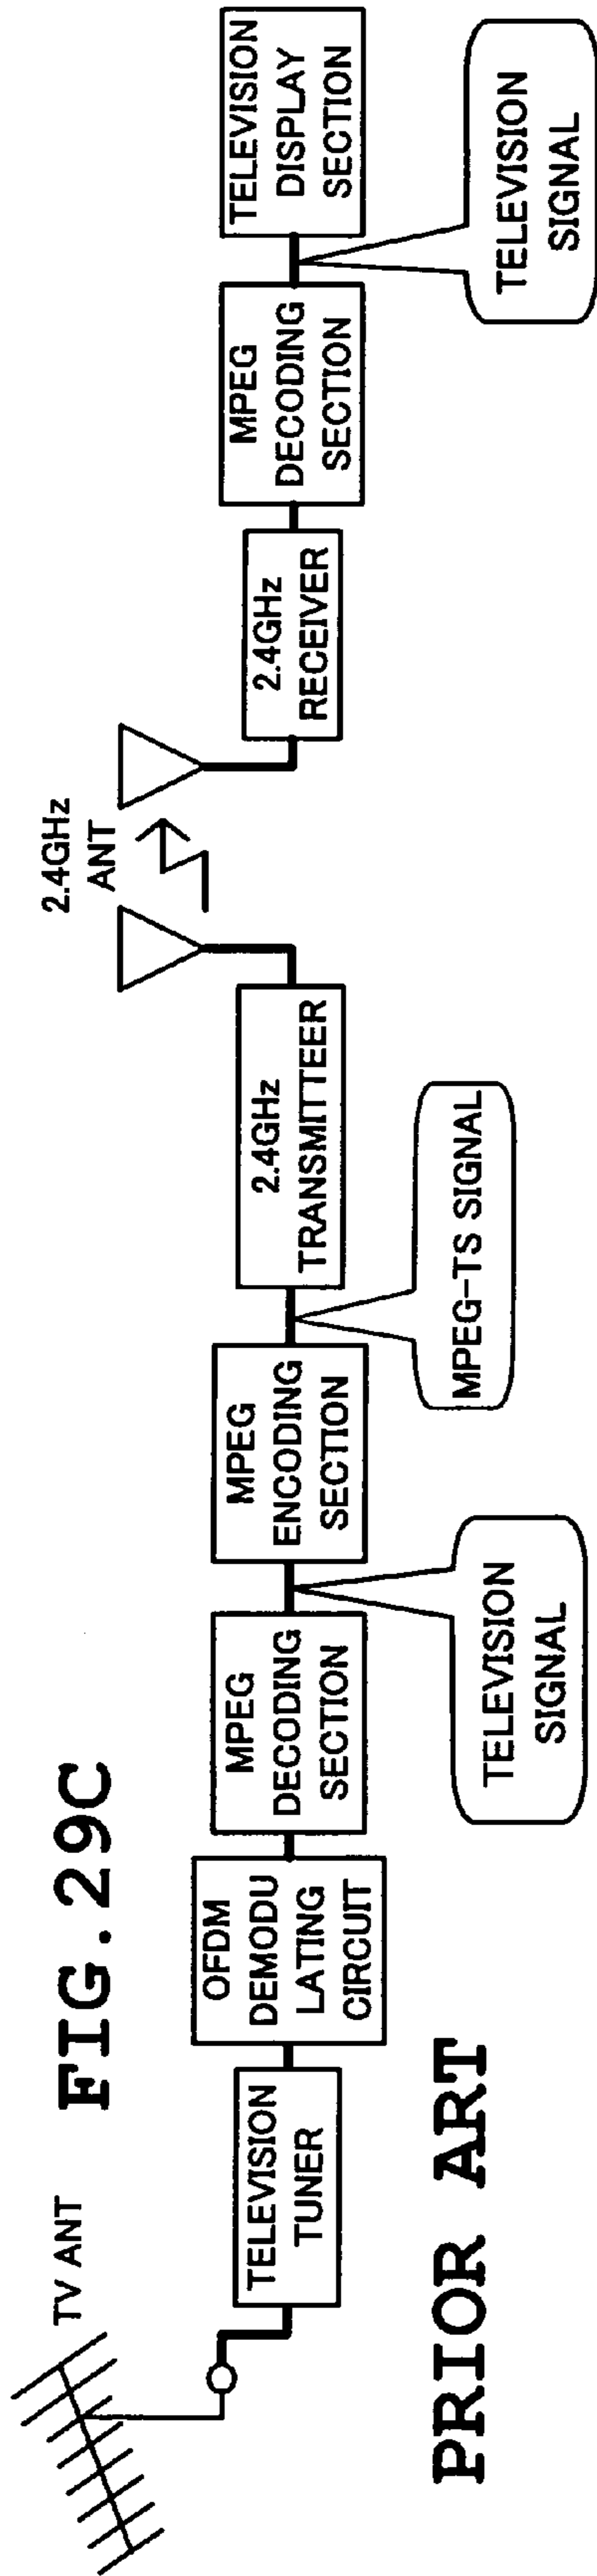 FIG. 29C
TV ANT
TELEVISION
TUNER
OFDM
DEMODU
LATING
CIRCUIT
MPEG
DECODING
SECTION
TELEVISION
SIGNAL
MPEG
ENCODING
SECTION
MPEG-TS SIGNAL
2.4GHz
TRANSMITTEER
2.4GHz
ANT
2.4GHz
RECEIVER
MPEG
DECODING
SECTION
TELEVISION
SIGNAL
TELEVISION
DISPLAY
SECTION
PRIOR ART